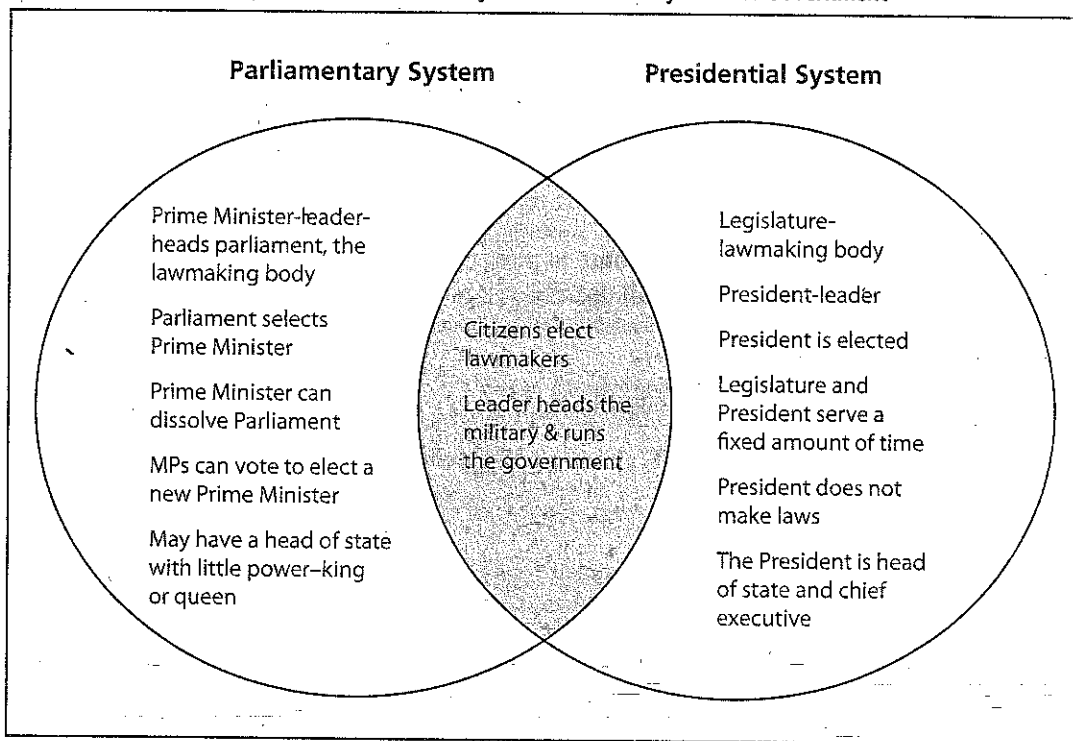 Parliamentary System
Presidential System
Prime Minister-leader-
heads parliament, the
lawmaking body
Parliament selects
Prime Minister
Prime Minister can
dissolve Parliament
MPs can vote to elect a
new Prime Minister
May have a head of state
with little power–king
or queen
Citizens elect
lawmakers
Leader heads the
military & runs
the government
Legislature-
lawmaking body
President-leader
President is elected
Legislature and
President serve a
fixed amount of time
President does not
make laws
The President is head
of state and chief
executive